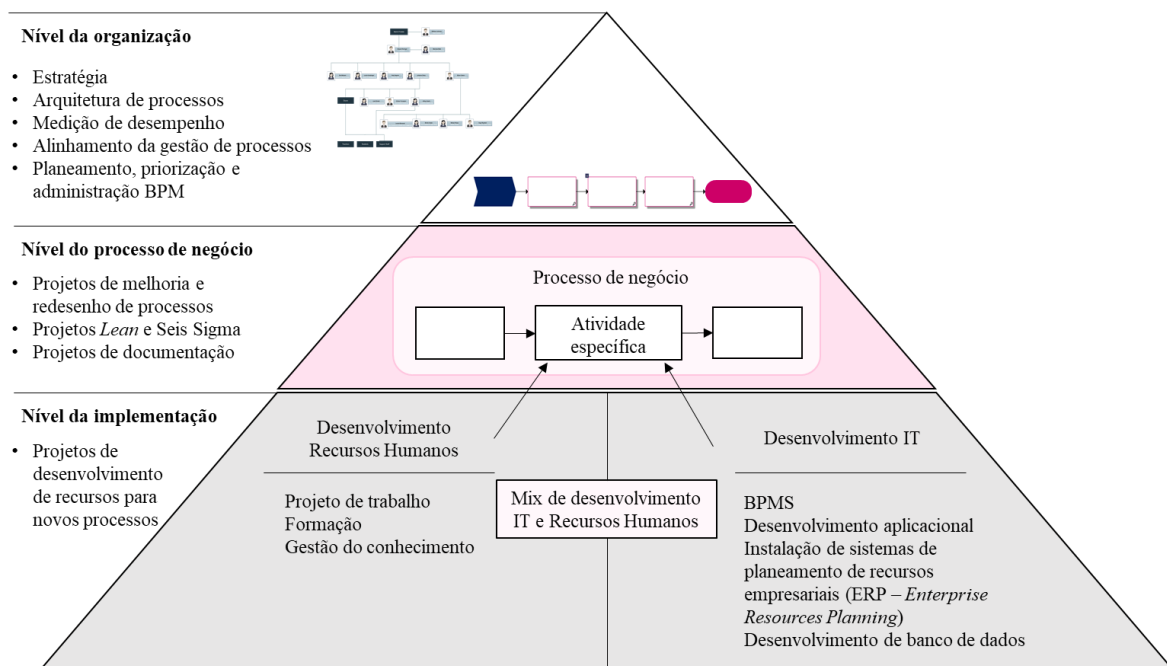 Nível da organização
• Estratégia
• Arquitetura de processos
• Medição de desempenho
• Alinhamento da gestão de processos
• Planeamento, priorização e
administração BPM
Nível do processo de negócio
• Projetos de melhoria e
redesenho de processos
• Projetos Lean e Seis Sigma
• Projetos de documentação
Processo de negócio
Atividade
específica
Nível da implementação
• Projetos de
desenvolvimento
de recursos para
novos processos
Desenvolvimento
Recursos Humanos
Projeto de trabalho
Formação
Gestão do conhecimento
Mix de desenvolvimento
IT e Recursos Humanos
Desenvolvimento IT
BPMS
Desenvolvimento aplicacional
Instalação de sistemas de
planeamento de recursos
empresariais (ERP – Enterprise
Resources Planning)
Desenvolvimento de banco de dados